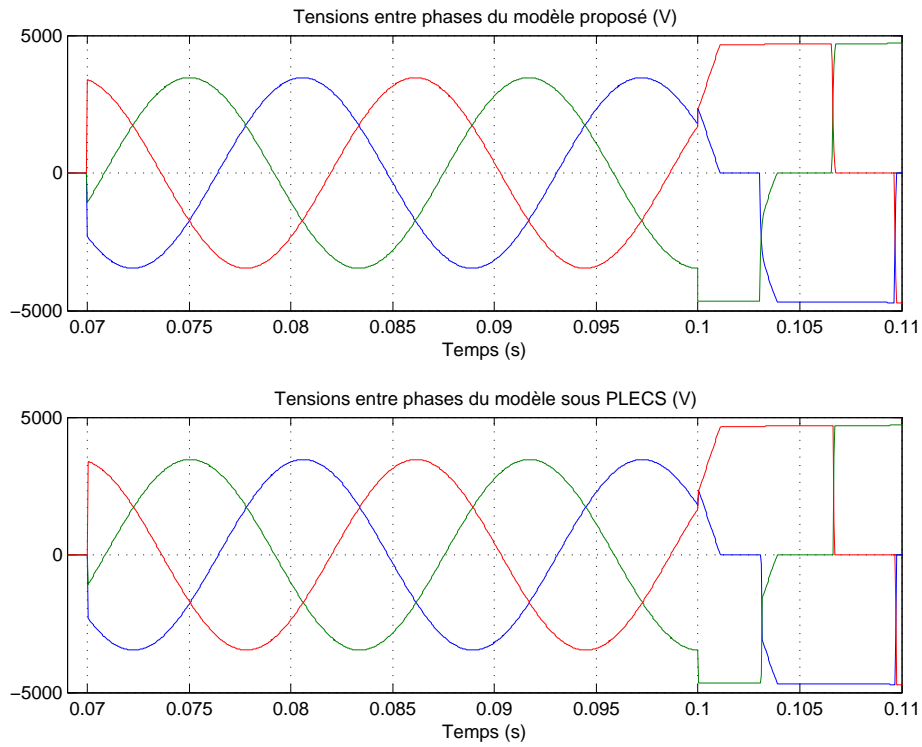 Tensions entre phases du modèle proposé (V)
5000
0
−5000
0.07 0.075 0.08 0.085 0.09 0.095 0.1 0.105 0.11
Temps (s)
Tensions entre phases du modèle sous PLECS (V)
5000
0
−5000
0.07 0.075 0.08 0.085 0.09 0.095 0.1 0.105 0.11
Temps (s)